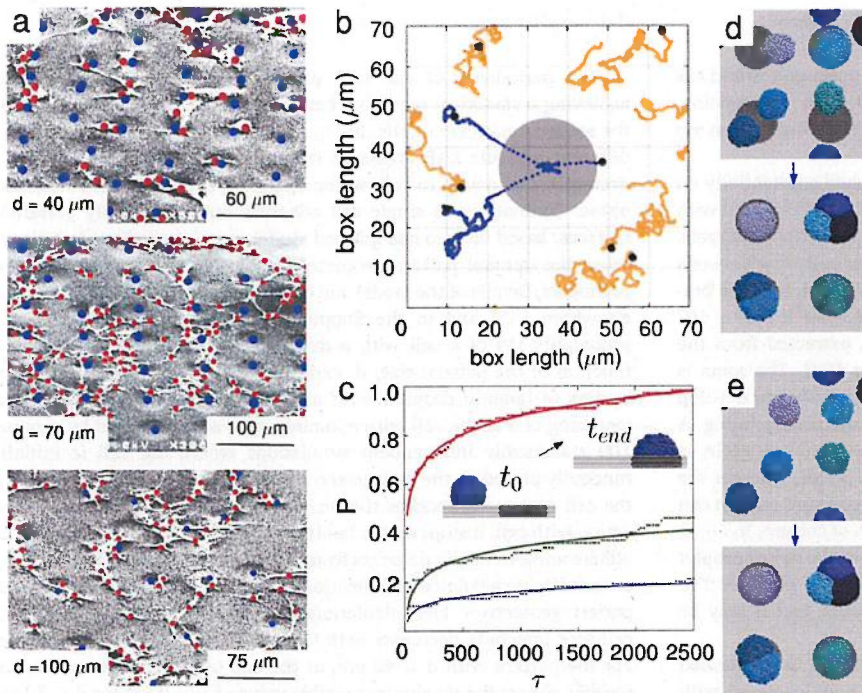 a
d = 40 μm
60 μm
d = 70 μm
100 μm
d =100 μm
75 μm
b
box length (μm)
70
60
50
40
30
20
10
0
0 10 20 30 40 50 60 70
box length (μm)
c
P
1.0
0.8
0.6
0.4
0.2
0 500 1000 1500 2000 2500
τ
t0
tend
d
e